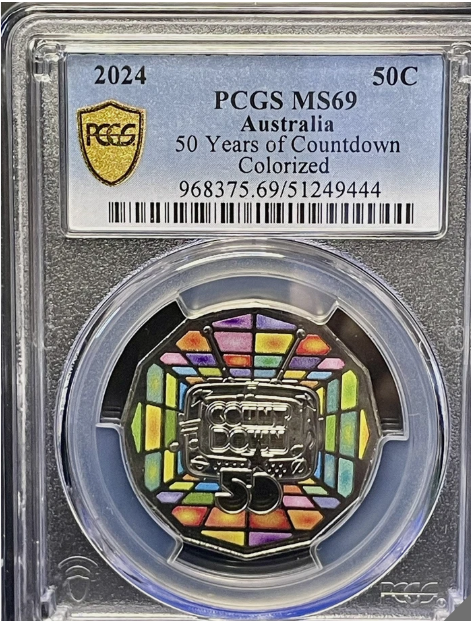 2024 50C
PCGS MS69
Australia
50 Years of Countdown
Colorized
968375.69/51249444
PCGS
COUNT
DOWN
50
PCGS